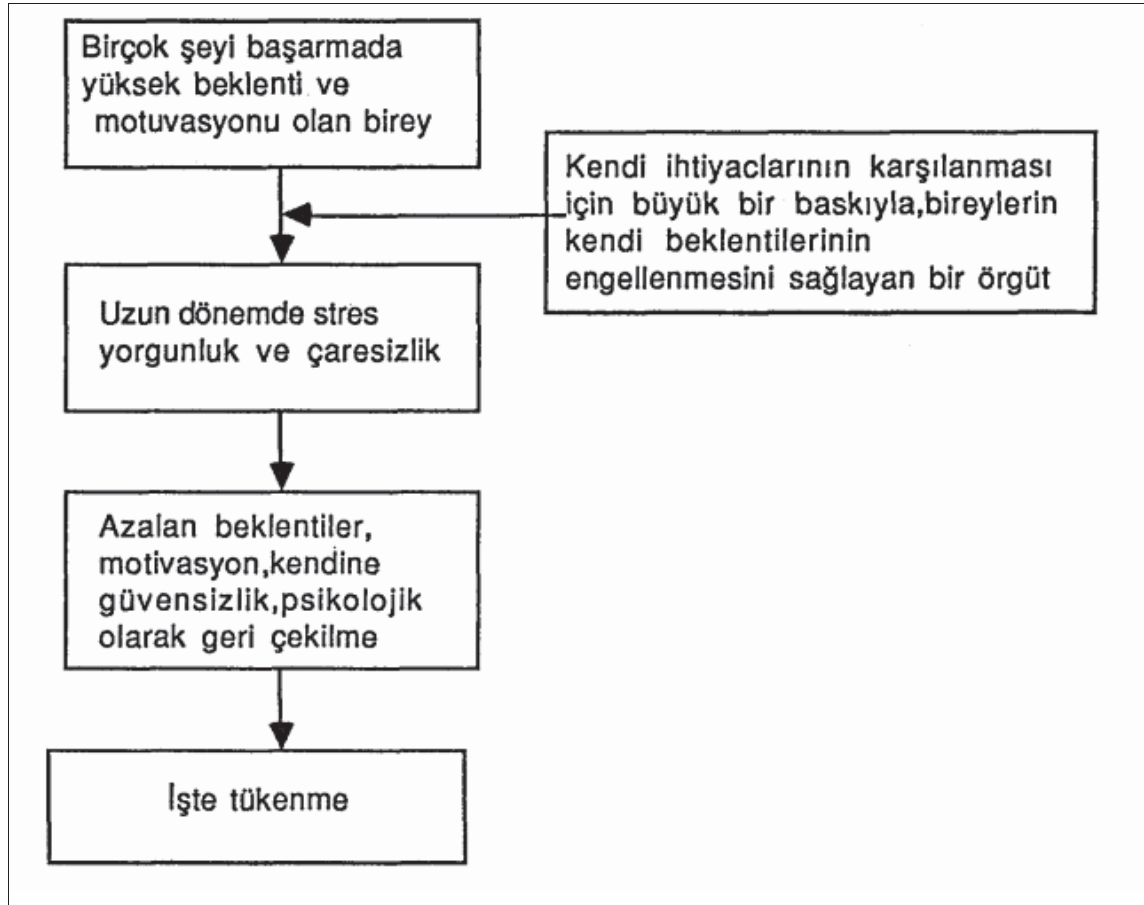 Birçok şeyi başarmada
yüksek beklenti ve
motuvasyonu olan birey
Kendi ihtiyaclarının karşılanması
için büyük bir baskıyla,bireylerin
kendi beklentilerinin
engellenmesini sağlayan bir örgüt
Uzun dönemde stres
yorgunluk ve çaresizlik
Azalan beklentiler,
motivasyon,kendine
güvensizlik,psikolojik
olarak geri çekilme
İşte tükenme